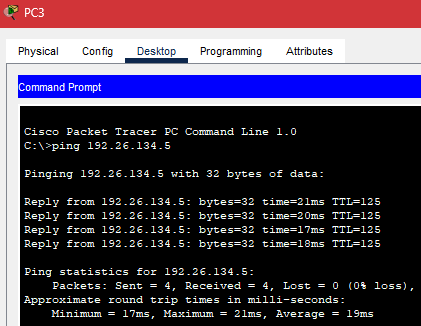 PC3
Physical Config Desktop Programming Attributes
Command Prompt
Cisco Packet Tracer PC Command Line 1.0
C:\>ping 192.26.134.5
Pinging 192.26.134.5 with 32 bytes of data:
Reply from 192.26.134.5: bytes=32 time=21ms TTL=125
Reply from 192.26.134.5: bytes=32 time=20ms TTL=125
Reply from 192.26.134.5: bytes=32 time=17ms TTL=125
Reply from 192.26.134.5: bytes=32 time=18ms TTL=125
Ping statistics for 192.26.134.5:
Packets: Sent = 4, Received = 4, Lost = 0 (0% loss),
Approximate round trip times in milli-seconds:
Minimum = 17ms, Maximum = 21ms, Average = 19ms